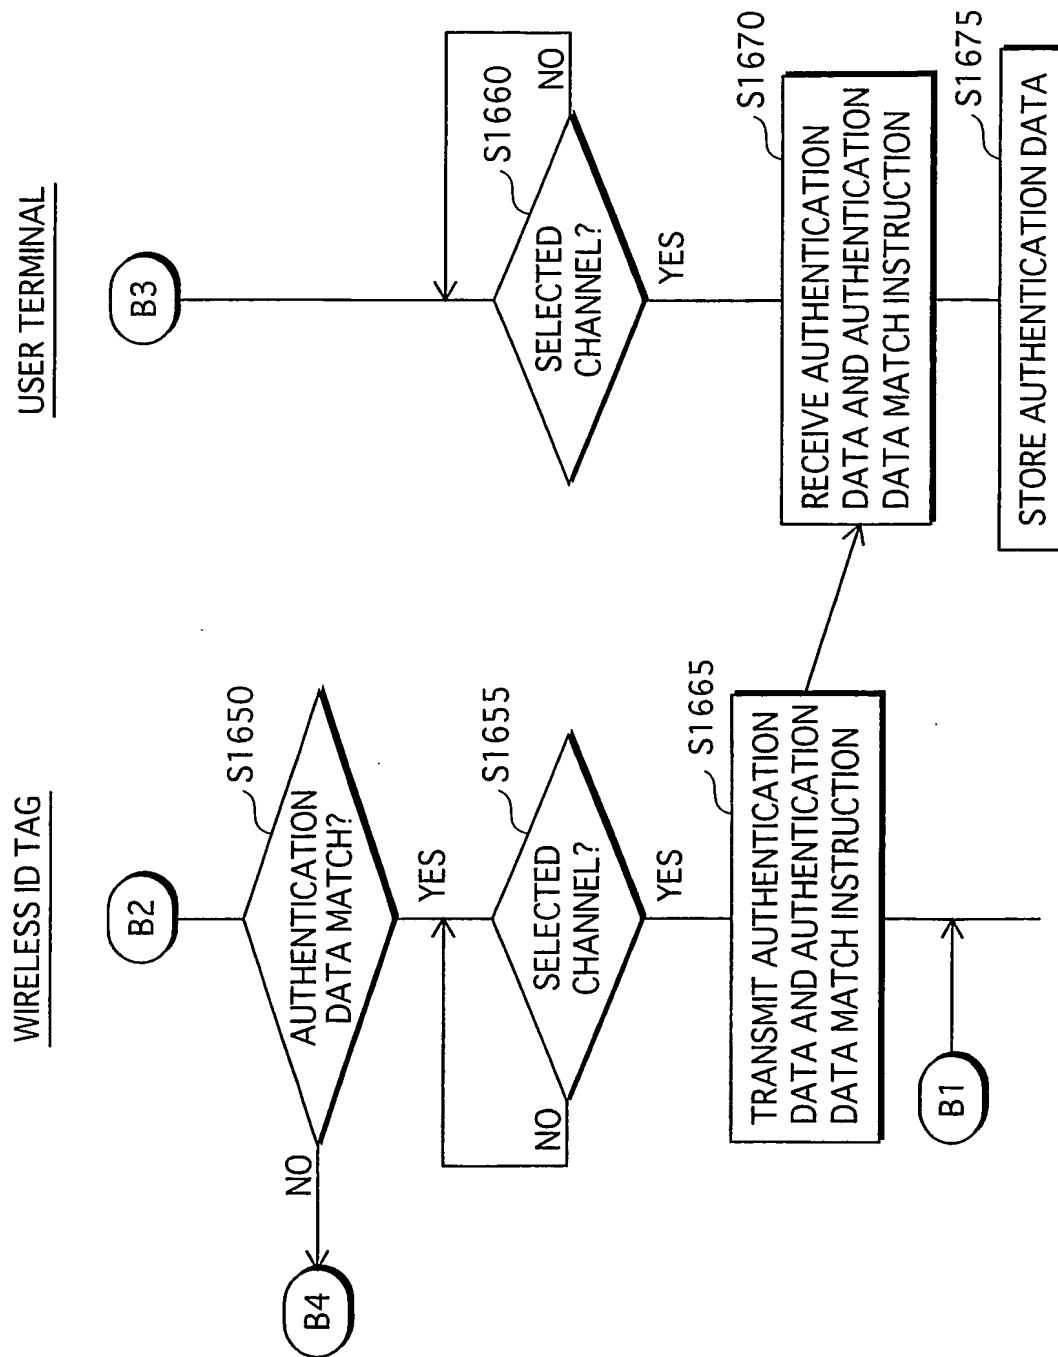 WIRELESS ID TAG
B2
S1650
AUTHENTICATION
DATA MATCH?
NO
B4
YES
S1655
SELECTED
CHANNEL?
NO
YES
S1665
TRANSMIT AUTHENTICATION
DATA AND AUTHENTICATION
DATA MATCH INSTRUCTION
B1
USER TERMINAL
B3
S1660
SELECTED
CHANNEL?
NO
YES
S1670
RECEIVE AUTHENTICATION
DATA AND AUTHENTICATION
DATA MATCH INSTRUCTION
S1675
STORE AUTHENTICATION DATA